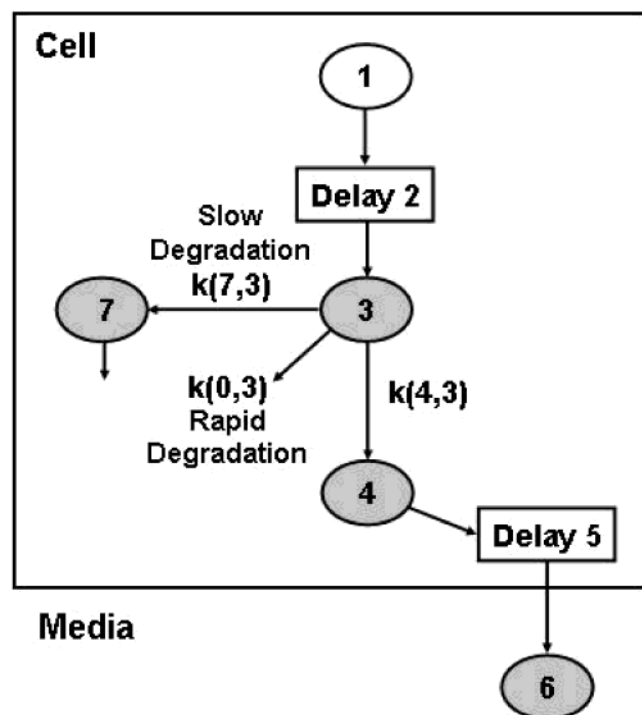 Cell
1
Delay 2
Slow
Degradation
k(7,3)
7
3
k(0,3)
Rapid
Degradation
k(4,3)
4
Delay 5
Media
6